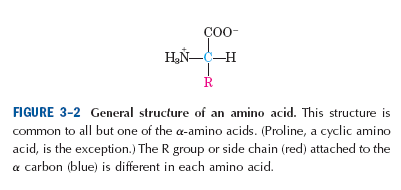 COO⁻
H₃N⁺—C—H
R
FIGURE 3–2 General structure of an amino acid. This structure is
common to all but one of the α-amino acids. (Proline, a cyclic amino
acid, is the exception.) The R group or side chain (red) attached to the
α carbon (blue) is different in each amino acid.